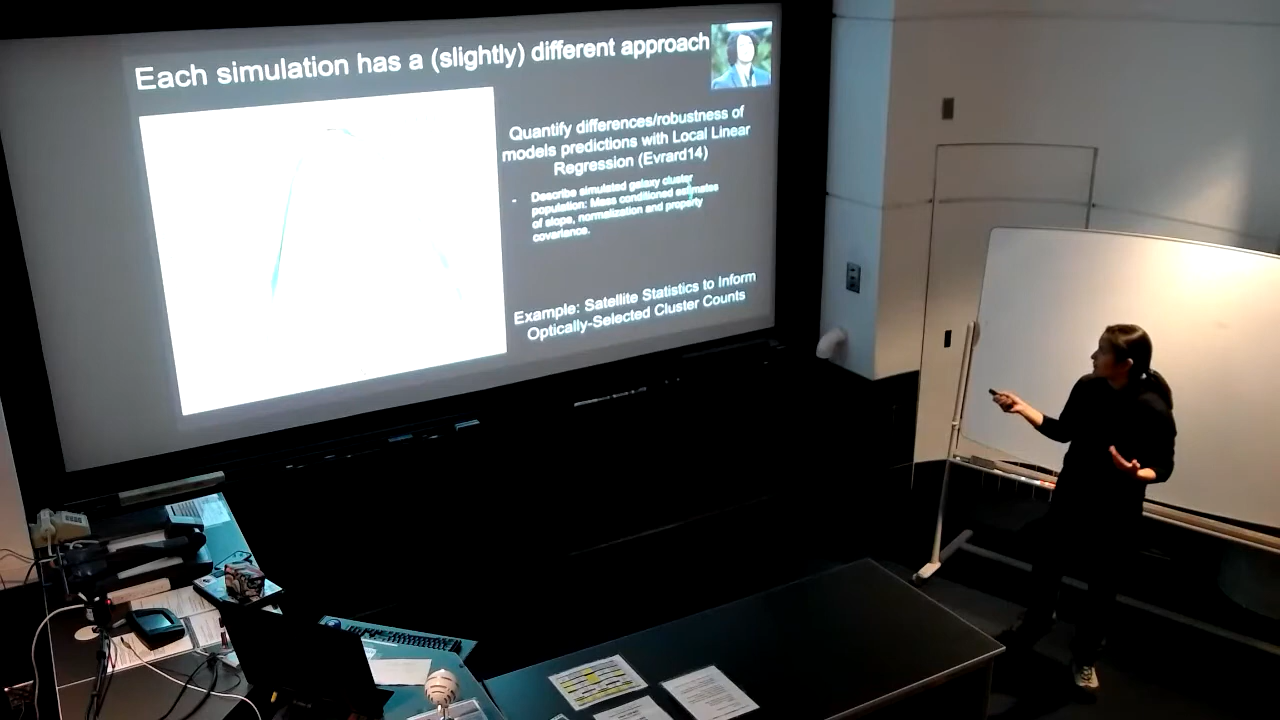 Each simulation has a (slightly) different approach
Quantify differences/robustness of
models predictions with Local Linear
Regression (Evrard14)
- Describe simulated galaxy cluster
population: Mass conditioned estimates
of slope, normalization and property
covariance.
Example: Satellite Statistics to Inform
Optically-Selected Cluster Counts